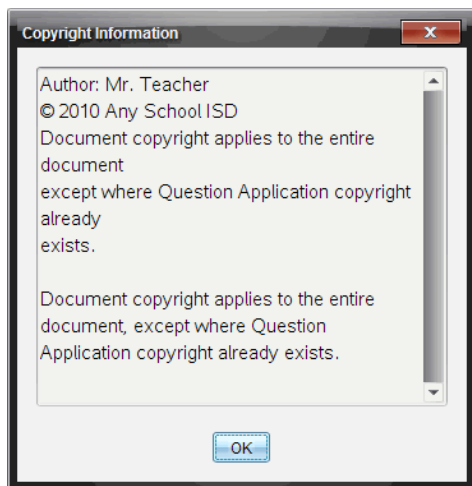 Copyright Information
Author: Mr. Teacher
© 2010 Any School ISD
Document copyright applies to the entire
document
except where Question Application copyright
already
exists.
Document copyright applies to the entire
document, except where Question
Application copyright already exists.
OK